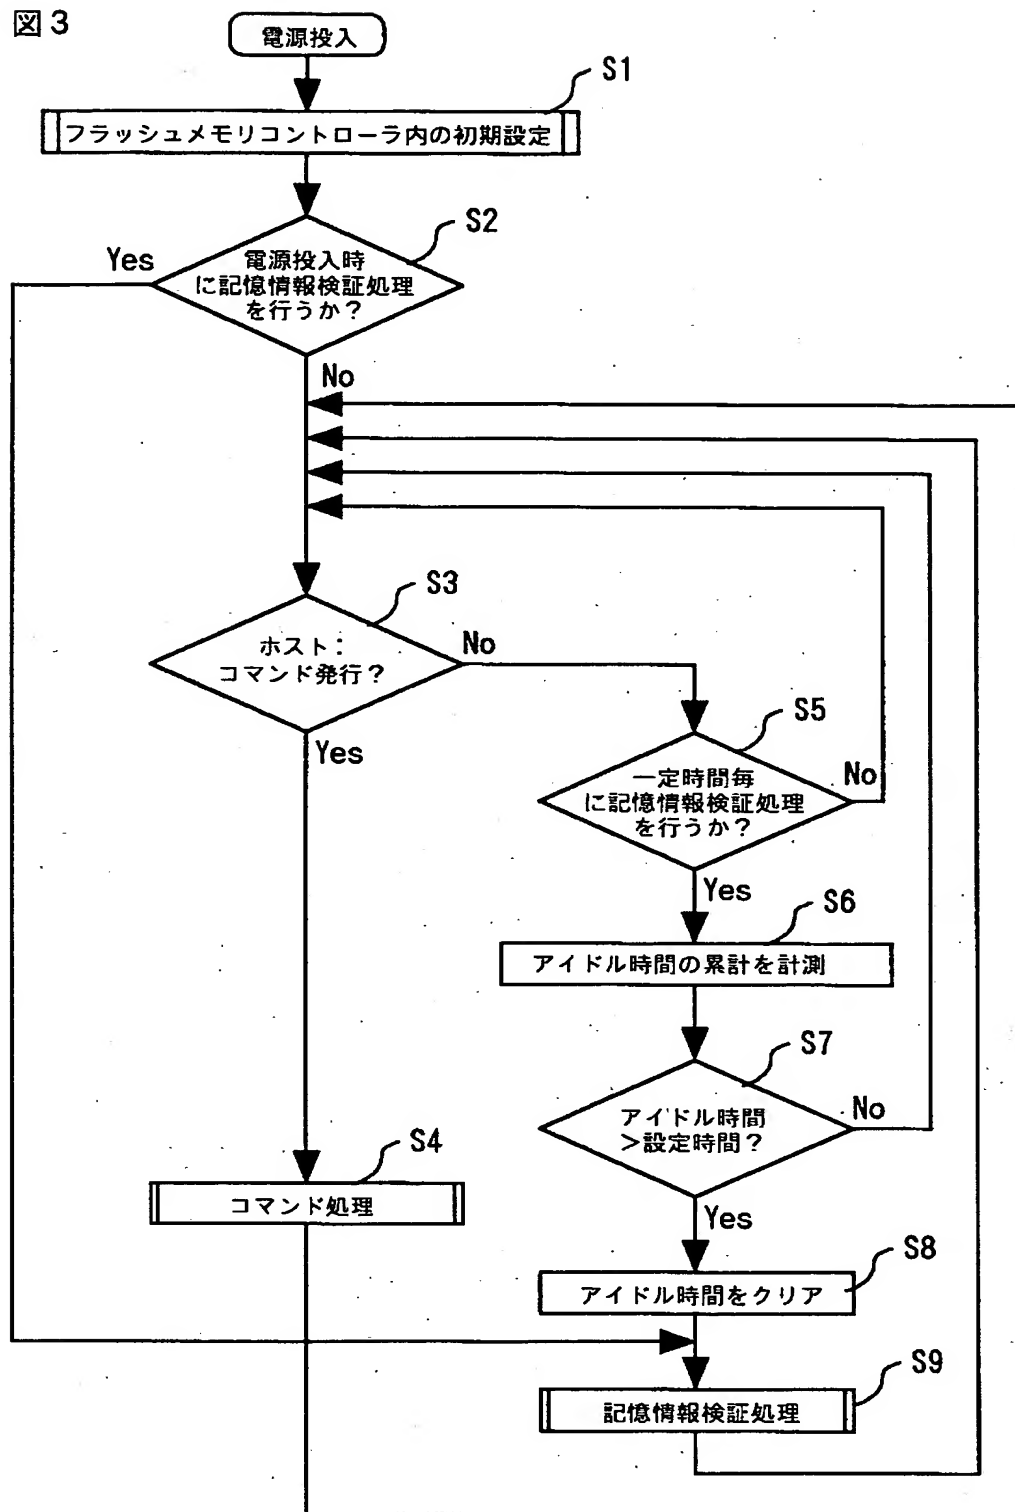 図3
電源投入
S1
フラッシュメモリコントローラ内の初期設定
S2
Yes
電源投入時
に記憶情報検証処理
を行うか？
No
S3
ホスト：
コマンド発行？
No
Yes
S5
一定時間毎
に記憶情報検証処理
を行うか？
No
Yes
S6
アイドル時間の累計を計測
S7
アイドル時間
＞設定時間？
No
Yes
S4
コマンド処理
S8
アイドル時間をクリア
S9
記憶情報検証処理